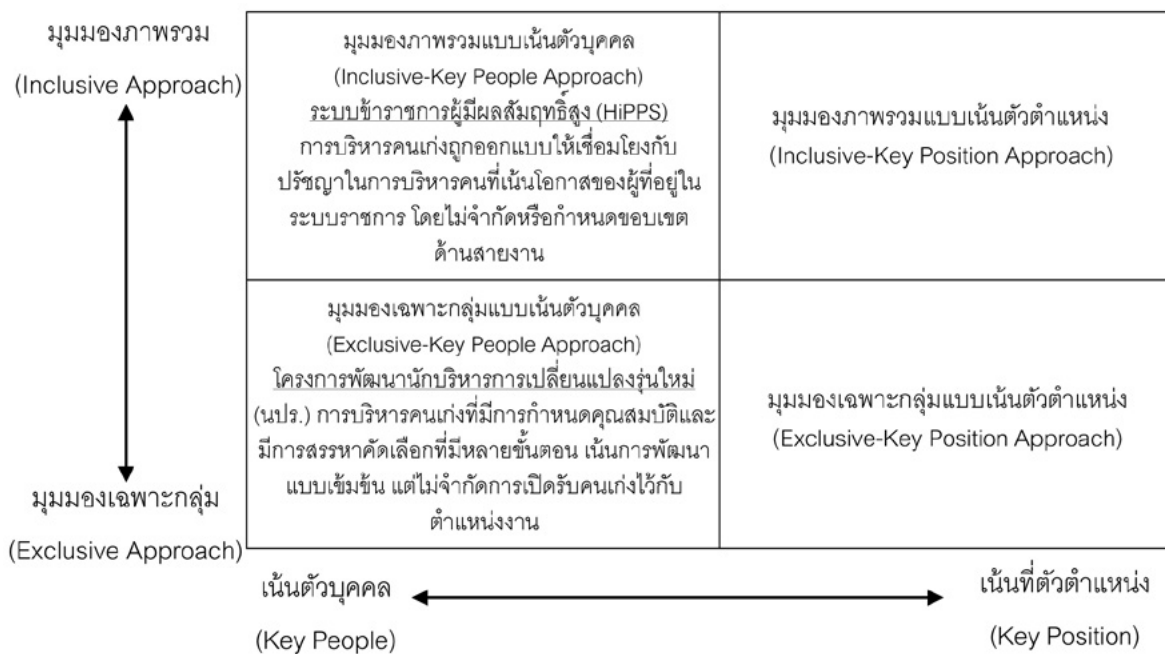 มุมมองภาพรวม
(Inclusive Approach)
มุมมองภาพรวมแบบเน้นตัวบุคคล
(Inclusive-Key People Approach)
ระบบข้าราชการผู้มีผลสัมฤทธิ์สูง (HiPPS)
การบริหารคนเก่งถูกออกแบบให้เชื่อมโยงกับ
ปรัชญาในการบริหารคนที่เน้นโอกาสของผู้ที่อยู่ใน
ระบบราชการ โดยไม่จำกัดหรือกำหนดขอบเขต
ด้านสายงาน
มุมมองภาพรวมแบบเน้นตัวตำแหน่ง
(Inclusive-Key Position Approach)
มุมมองเฉพาะกลุ่มแบบเน้นตัวบุคคล
(Exclusive-Key People Approach)
โครงการพัฒนานักบริหารการเปลี่ยนแปลงรุ่นใหม่
(นปร.) การบริหารคนเก่งที่มีการกำหนดคุณสมบัติและ
มีการสรรหาคัดเลือกที่มีหลายขั้นตอน เน้นการพัฒนา
แบบเข้มข้น แต่ไม่จำกัดการเปิดรับคนเก่งไว้กับ
ตำแหน่งงาน
มุมมองเฉพาะกลุ่มแบบเน้นตัวตำแหน่ง
(Exclusive-Key Position Approach)
มุมมองเฉพาะกลุ่ม
(Exclusive Approach)
เน้นตัวบุคคล
(Key People)
เน้นที่ตัวตำแหน่ง
(Key Position)